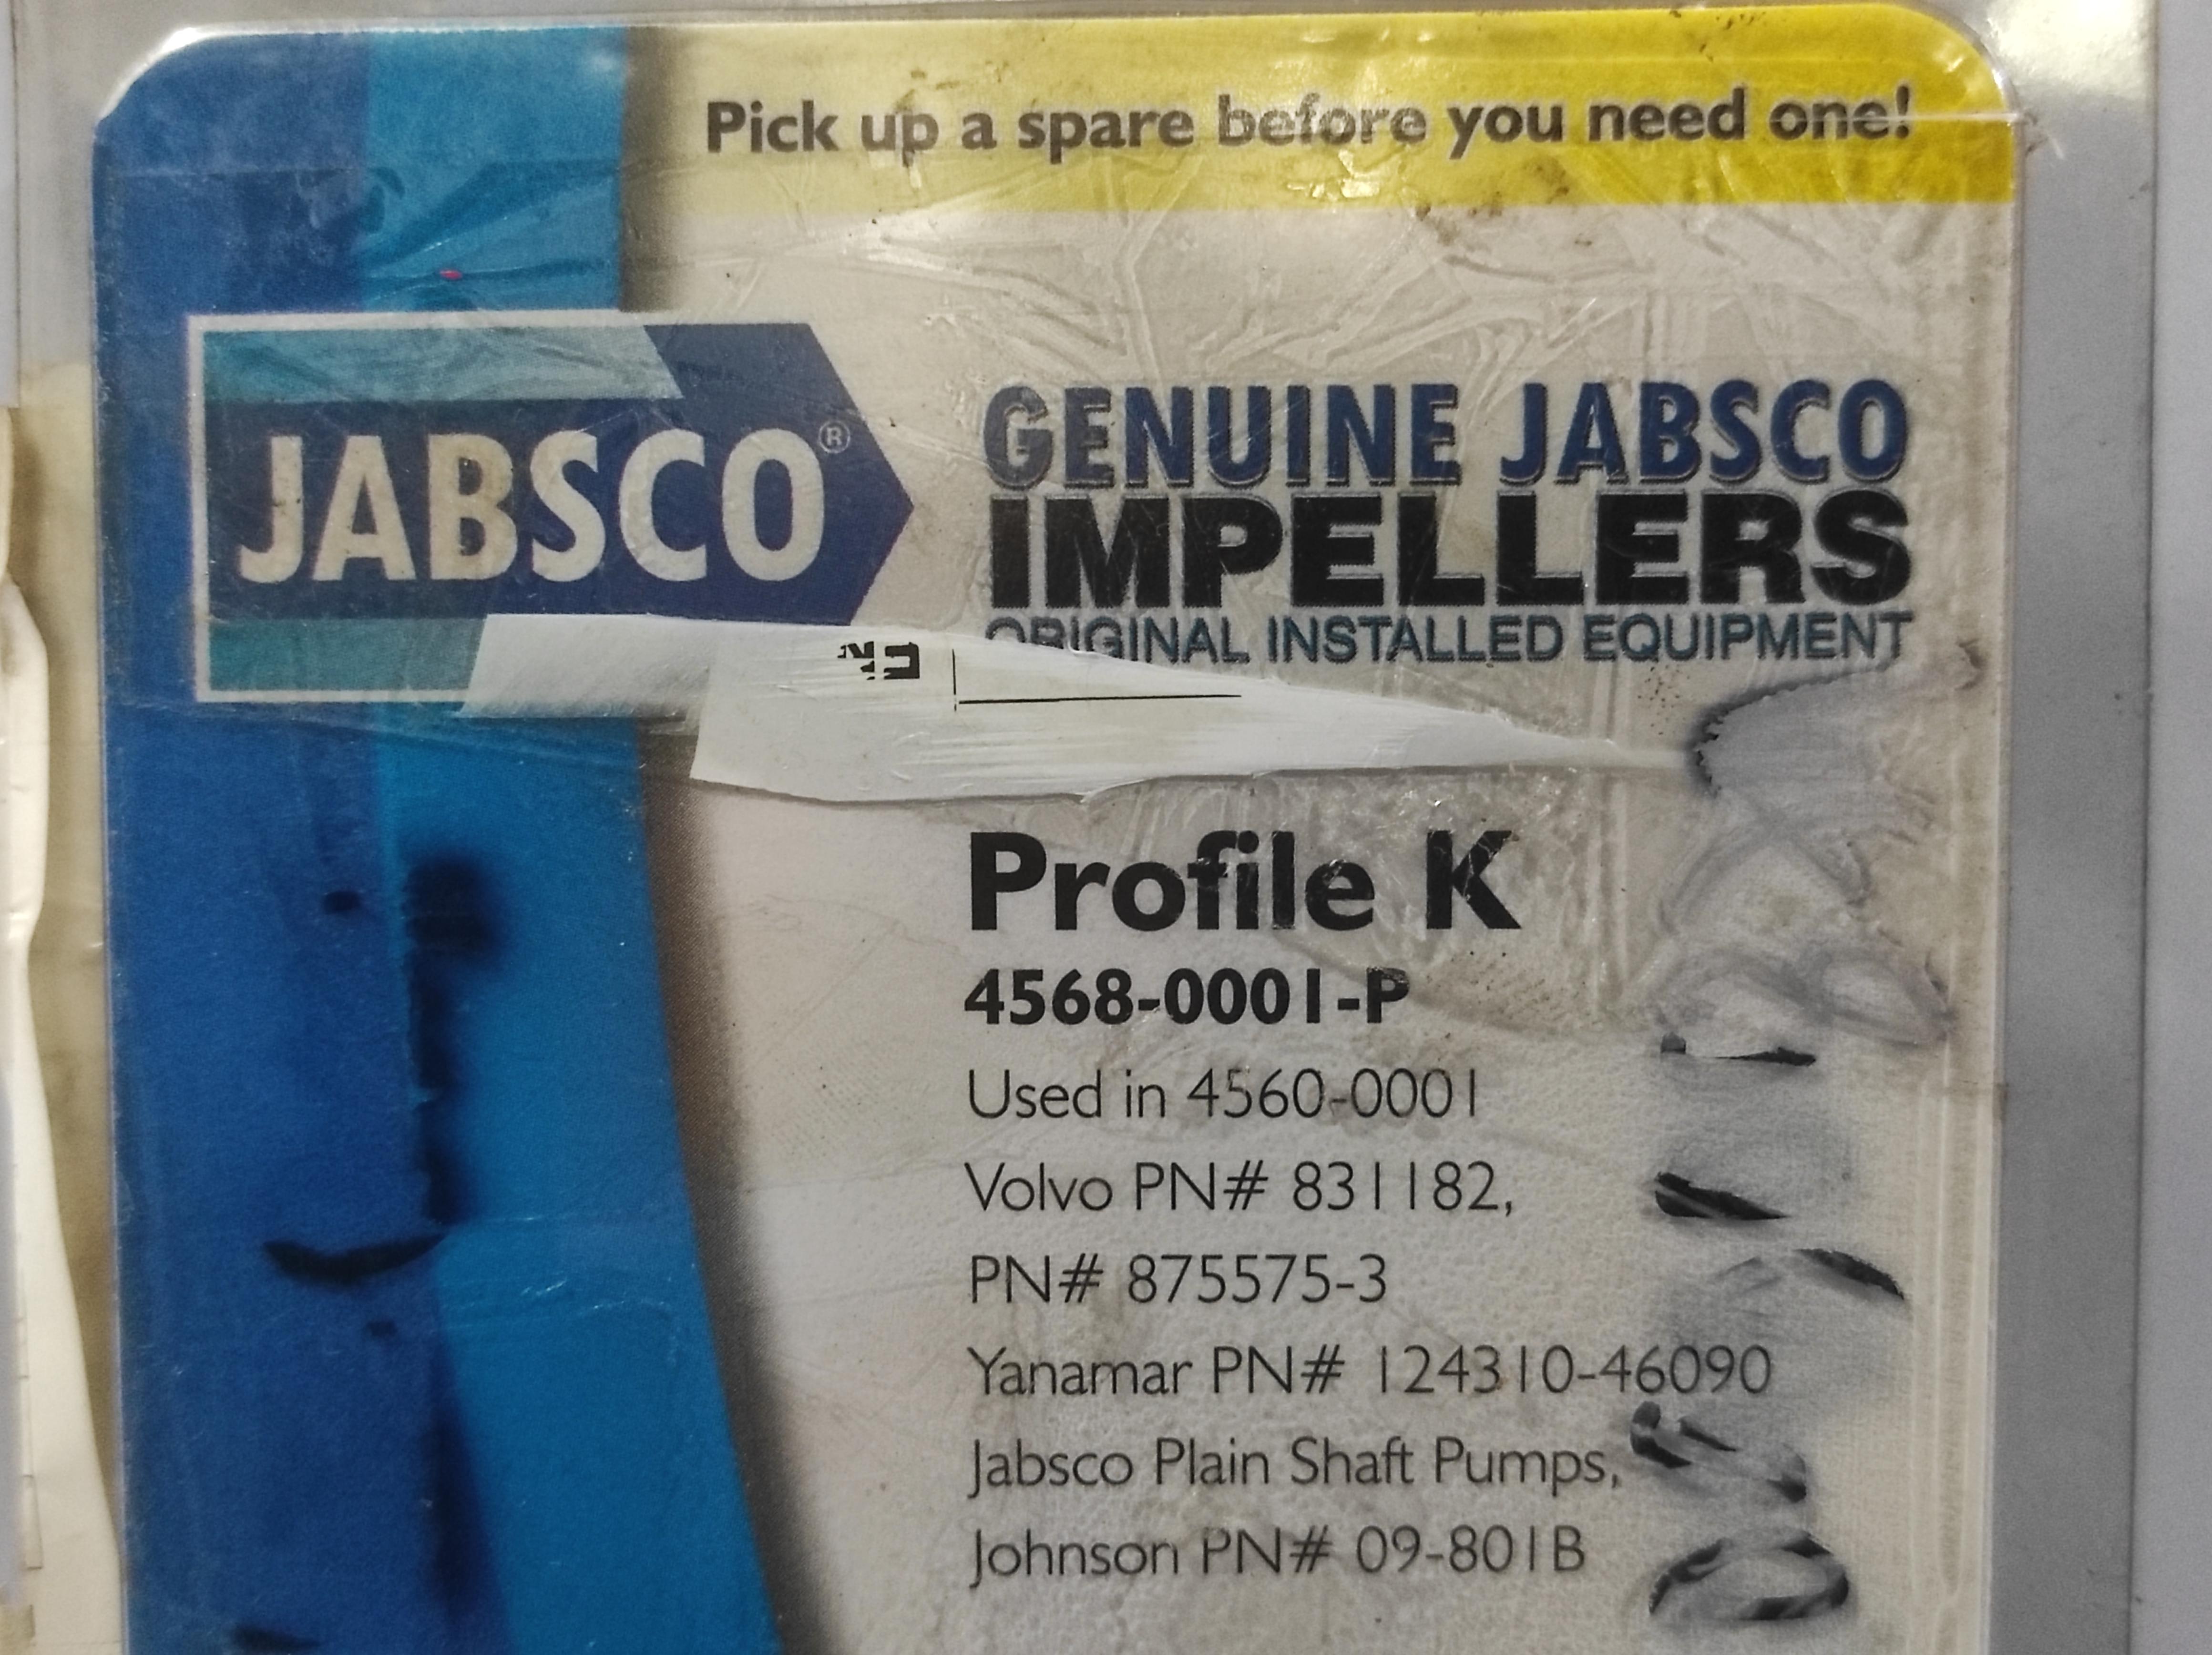 Pick up a spare before you need one!
JABSCO®
GENUINE JABSCO
IMPELLERS
ORIGINAL INSTALLED EQUIPMENT
Profile K
4568-0001-P
Used in 4560-0001
Volvo PN# 831182,
PN# 875575-3
Yanamar PN# 124310-46090
Jabsco Plain Shaft Pumps,
Johnson PN# 09-801B